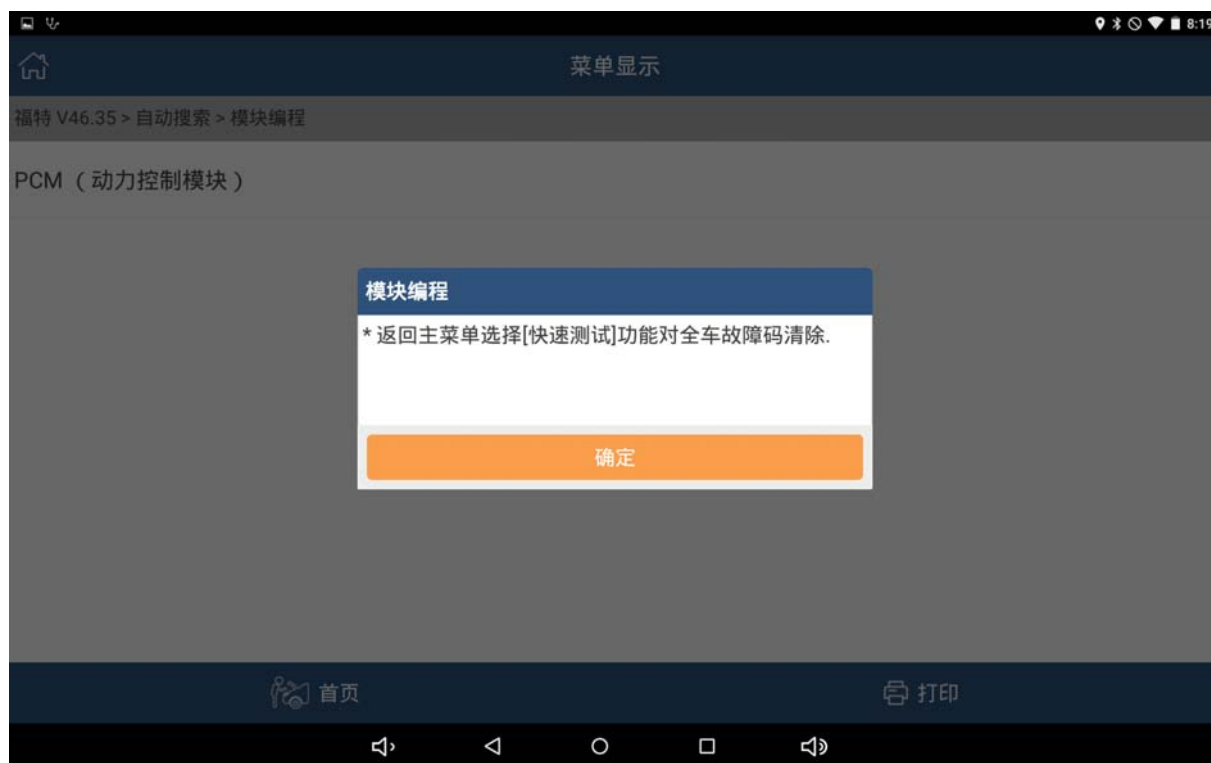 8:19
菜单显示
福特 V46.35 > 自动搜索 > 模块编程
PCM （动力控制模块）
模块编程
* 返回主菜单选择[快速测试]功能对全车故障码清除.
确定
首页
打印